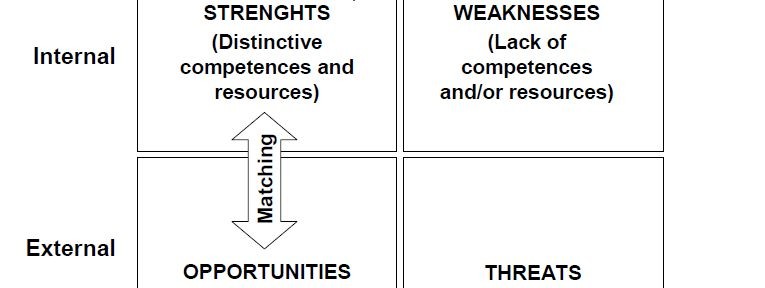 STRENGHTS
WEAKNESSES
Internal
(Distinctive
competences and
resources)
(Lack of
competences
and/or resources)
Matching
External
OPPORTUNITIES
THREATS